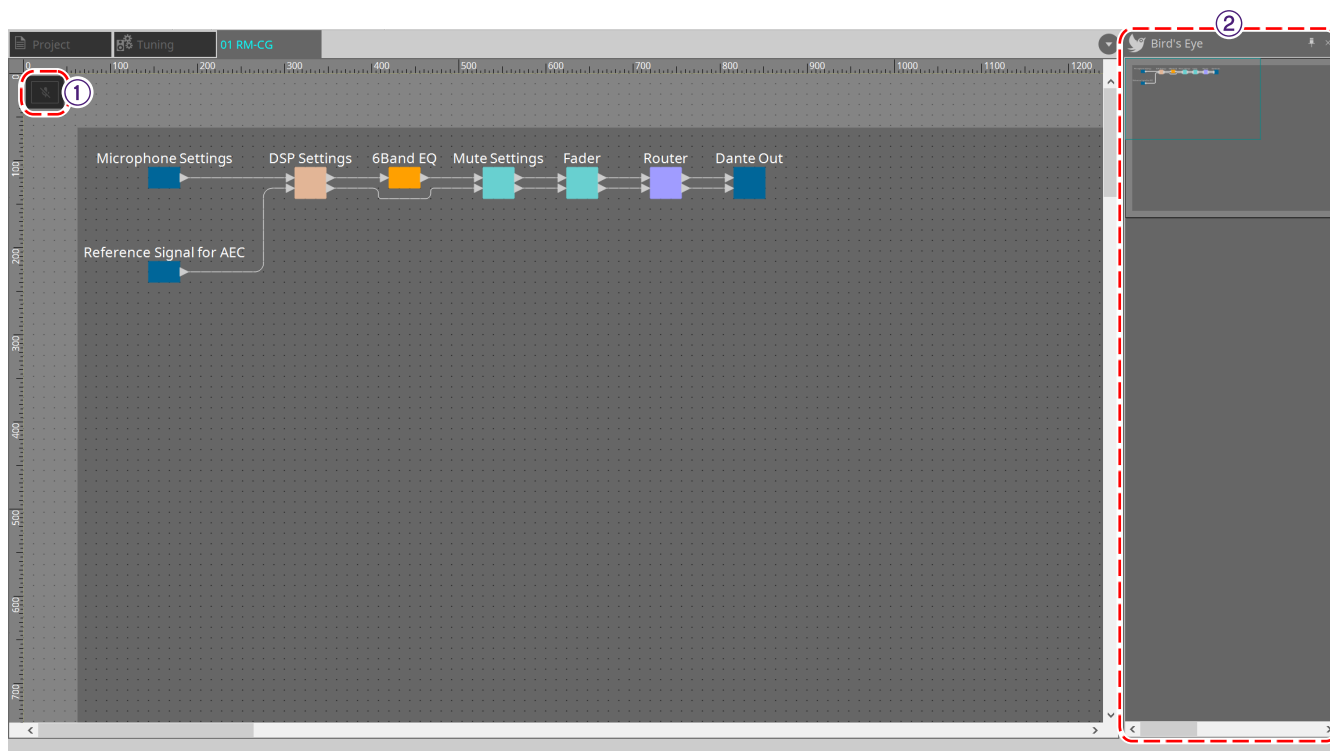 ②
Project Tuning 01 RM-CG Bird's Eye
0 100 200 300 400 500 600 700 800 900 1000 1100 1200
0
①
100
Microphone Settings DSP Settings 6Band EQ Mute Settings Fader Router Dante Out
200
Reference Signal for AEC
300
400
500
600
700